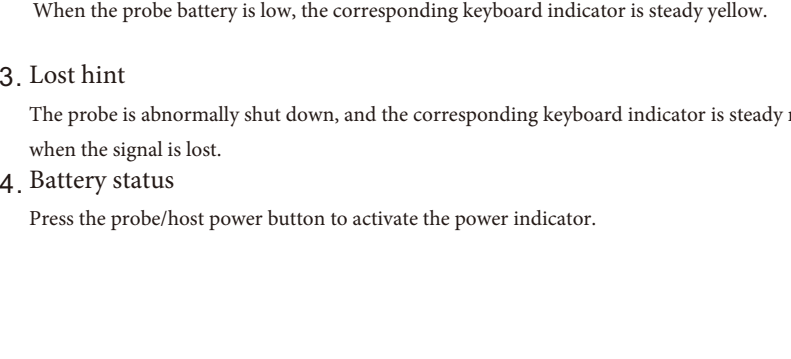 When the probe battery is low, the corresponding keyboard indicator is steady yellow.
3. Lost hint
The probe is abnormally shut down, and the corresponding keyboard indicator is steady
when the signal is lost.
4. Battery status
Press the probe/host power button to activate the power indicator.